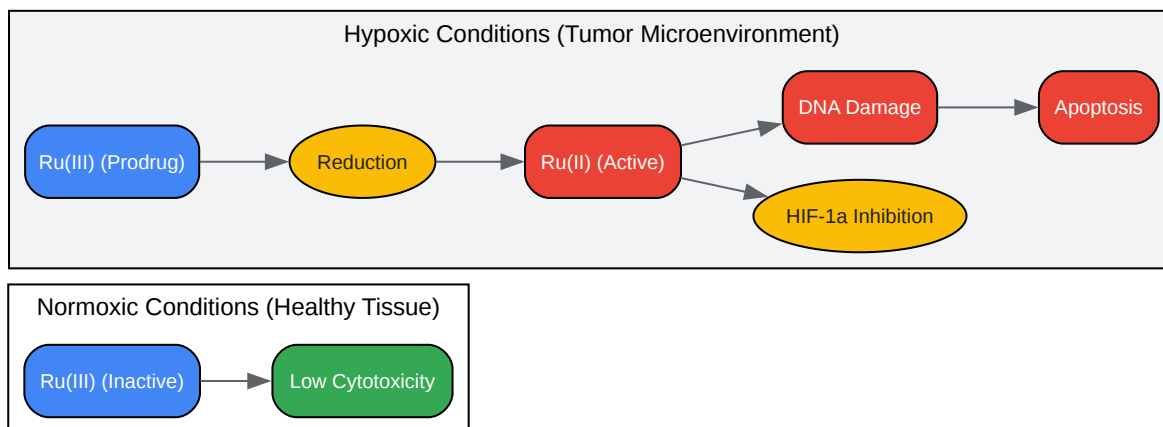 Hypoxic Conditions (Tumor Microenvironment)
Ru(III) (Prodrug)
Reduction
Ru(II) (Active)
DNA Damage
Apoptosis
HIF-1a Inhibition
Normoxic Conditions (Healthy Tissue)
Ru(III) (Inactive)
Low Cytotoxicity